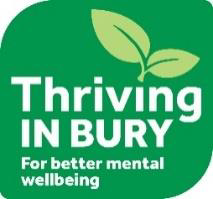 Thriving
IN BURY
For better mental
wellbeing